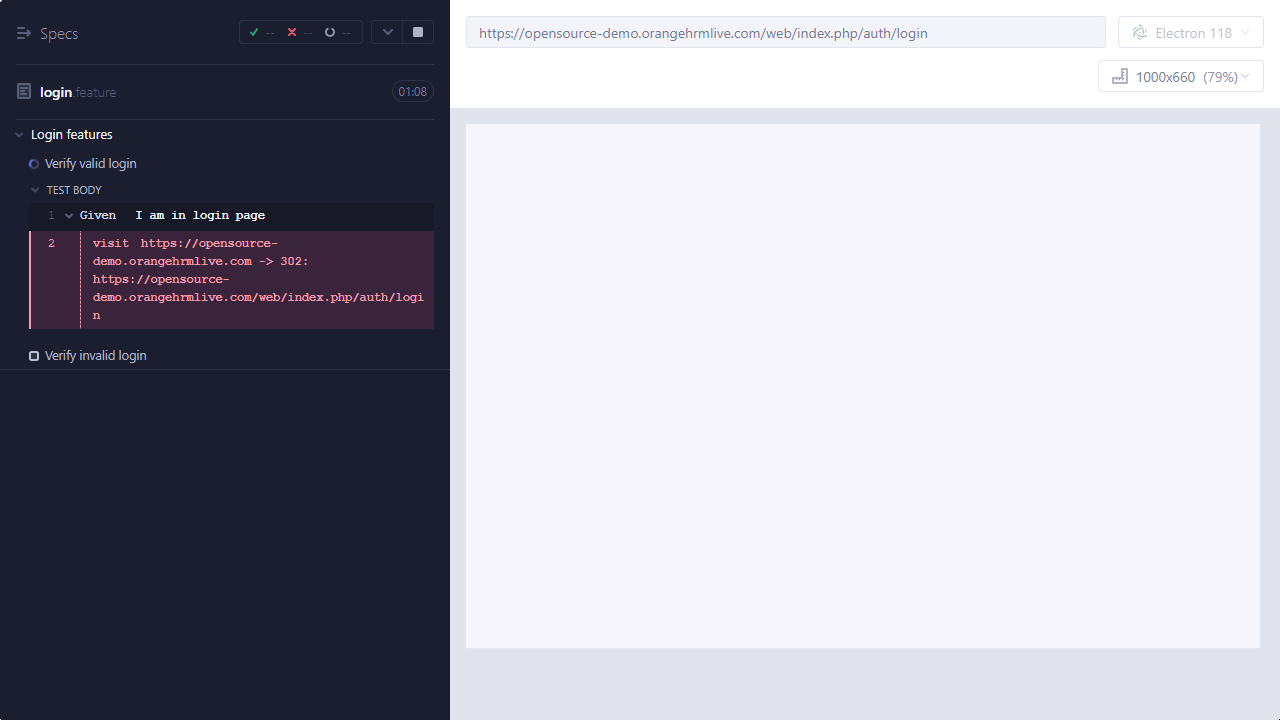 Specs
-- -- --
login.feature 01:08
Login features
Verify valid login
TEST BODY
1 Given I am in login page
2 visit https://opensource-
demo.orangehrmlive.com -> 302:
https://opensource-
demo.orangehrmlive.com/web/index.php/auth/logi
n
Verify invalid login
https://opensource-demo.orangehrmlive.com/web/index.php/auth/login
Electron 118
1000x660 (79%)